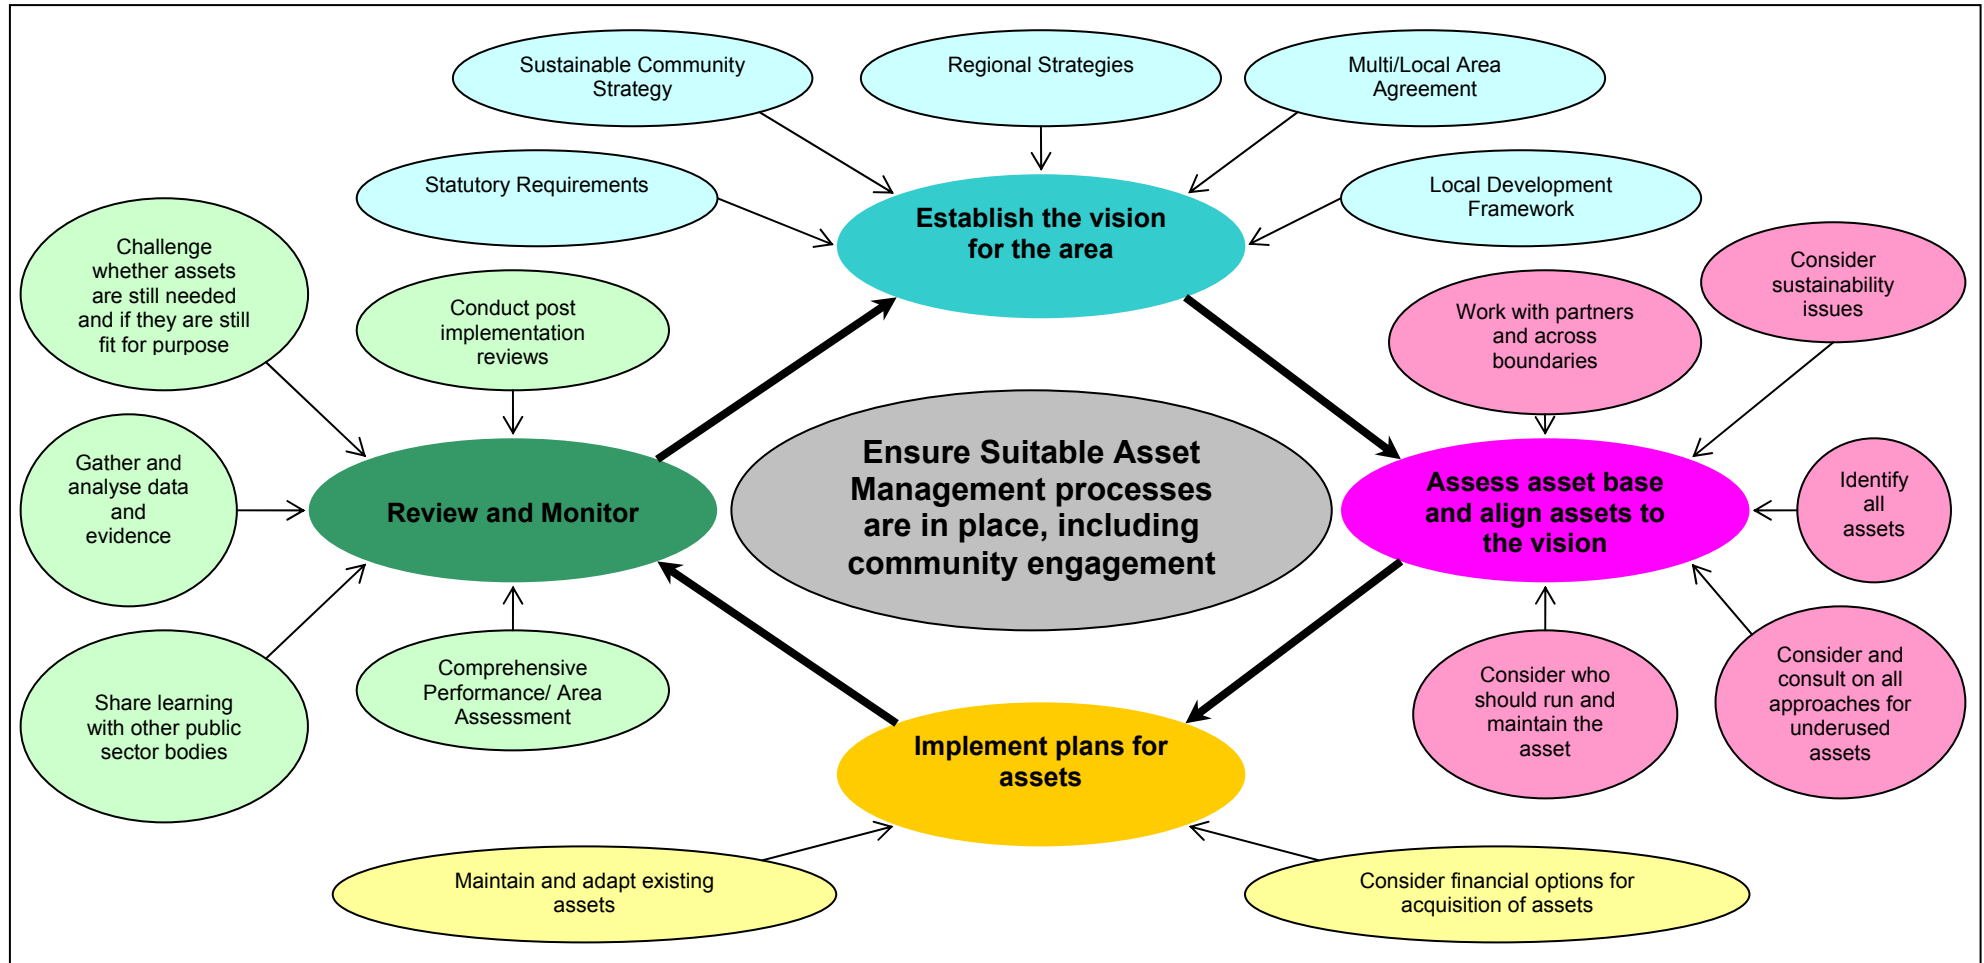 Sustainable Community
Strategy
Regional Strategies
Multi/Local Area
Agreement
Statutory Requirements
Local Development
Framework
Establish the vision
for the area
Challenge
whether assets
are still needed
and if they are still
fit for purpose
Conduct post
implementation
reviews
Work with partners
and across
boundaries
Consider
sustainability
issues
Gather and
analyse data
and
evidence
Review and Monitor
Ensure Suitable Asset
Management processes
are in place, including
community engagement
Assess asset base
and align assets to
the vision
Identify
all
assets
Share learning
with other public
sector bodies
Comprehensive
Performance/ Area
Assessment
Consider who
should run and
maintain the
asset
Consider and
consult on all
approaches for
underused
assets
Implement plans for
assets
Maintain and adapt existing
assets
Consider financial options for
acquisition of assets